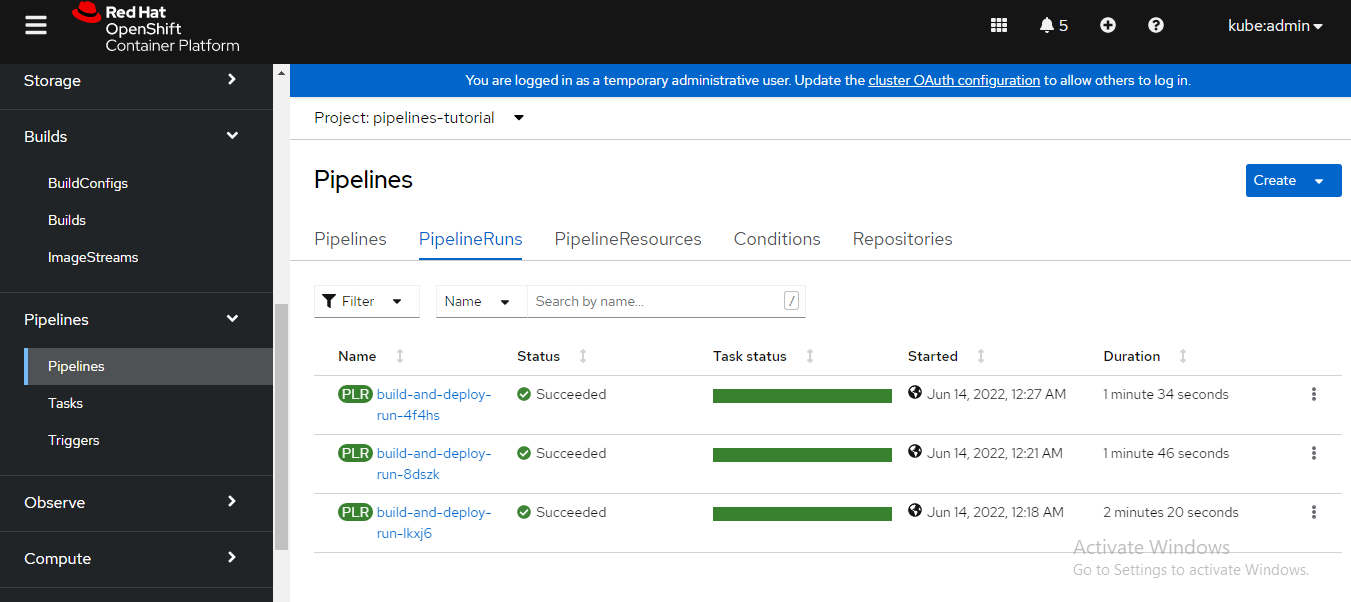 Red Hat
OpenShift
Container Platform
5
kube:admin
Storage
Builds
BuildConfigs
Builds
ImageStreams
Pipelines
Pipelines
Tasks
Triggers
Observe
Compute
You are logged in as a temporary administrative user. Update the cluster OAuth configuration to allow others to log in.
Project: pipelines-tutorial
Pipelines
Create
Pipelines PipelineRuns PipelineResources Conditions Repositories
Filter Name Search by name... /
Name Status Task status Started Duration
PLR build-and-deploy- Succeeded Jun 14, 2022, 12:27 AM 1 minute 34 seconds
run-4f4hs
PLR build-and-deploy- Succeeded Jun 14, 2022, 12:21 AM 1 minute 46 seconds
run-8dszk
PLR build-and-deploy- Succeeded Jun 14, 2022, 12:18 AM 2 minutes 20 seconds
run-lkxj6
Activate Windows
Go to Settings to activate Windows.